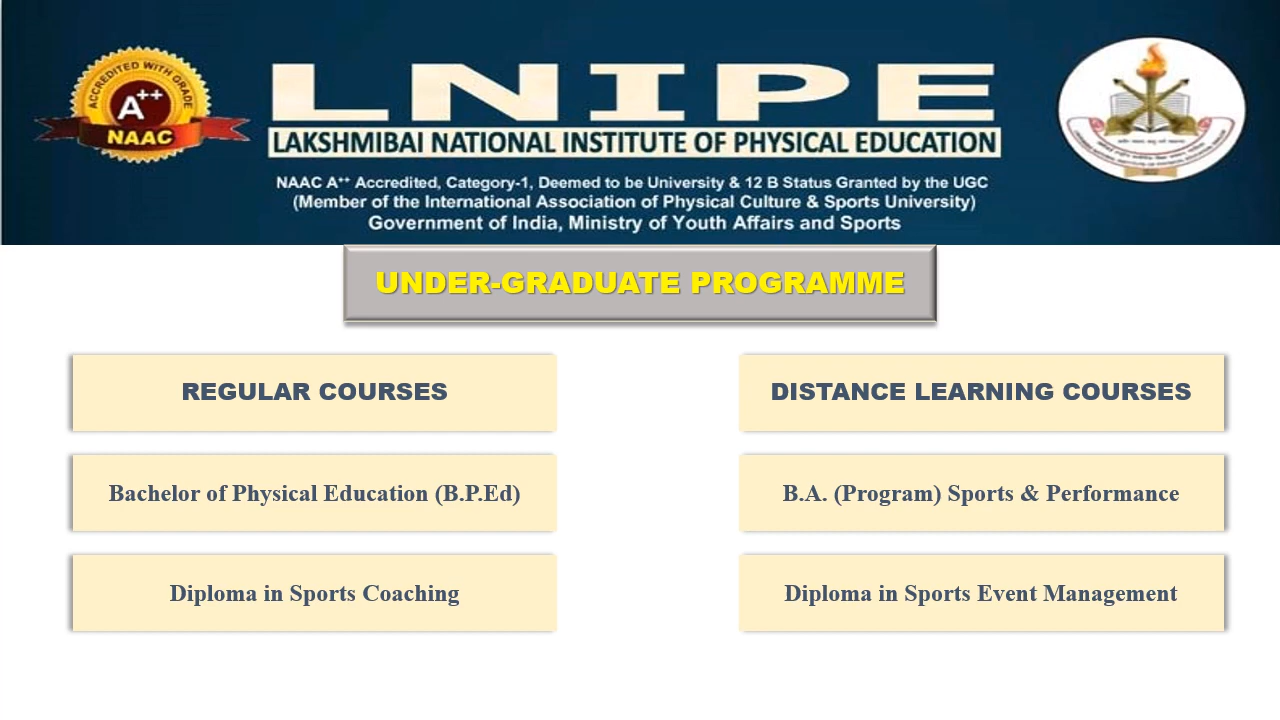 ACCREDITED WITH GRADE
A++
NAAC
LNIPE
LAKSHMIBAI NATIONAL INSTITUTE OF PHYSICAL EDUCATION
NAAC A++ Accredited, Category-1, Deemed to be University & 12 B Status Granted by the UGC
(Member of the International Association of Physical Culture & Sports University)
Government of India, Ministry of Youth Affairs and Sports
UNDER-GRADUATE PROGRAMME
REGULAR COURSES
Bachelor of Physical Education (B.P.Ed)
Diploma in Sports Coaching
DISTANCE LEARNING COURSES
B.A. (Program) Sports & Performance
Diploma in Sports Event Management